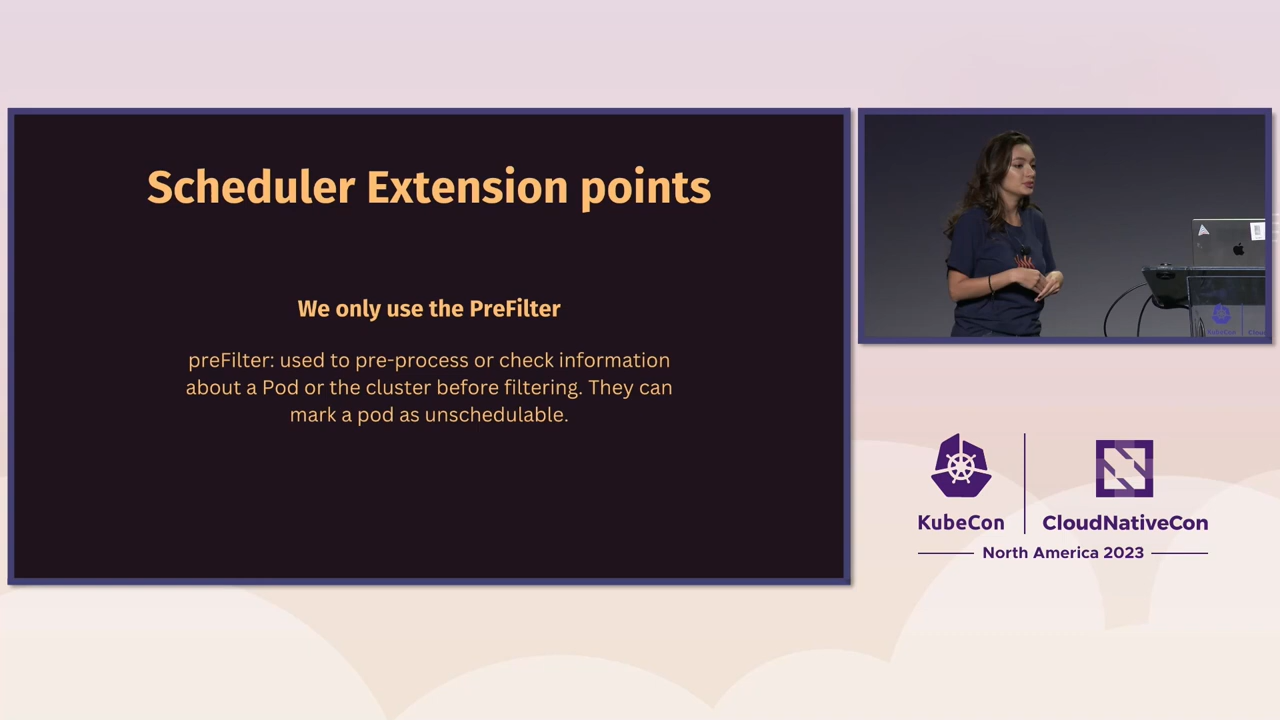 Scheduler Extension points
We only use the PreFilter
preFilter: used to pre-process or check information
about a Pod or the cluster before filtering. They can
mark a pod as unschedulable.
KubeCon
CloudNativeCon
North America 2023